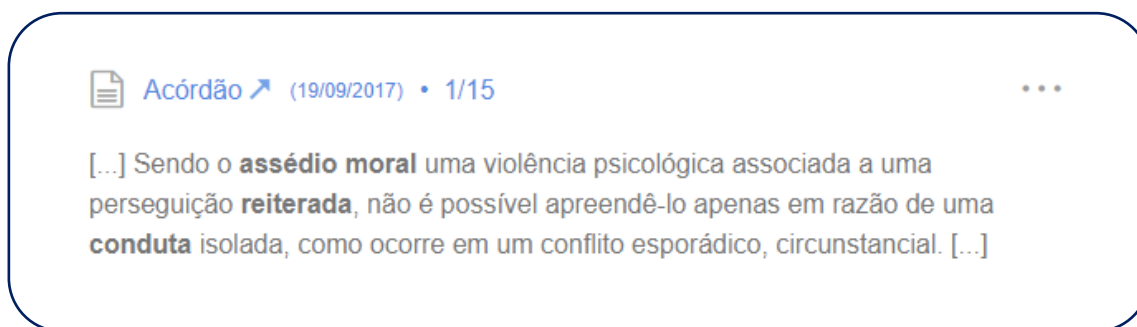 Acórdão ↗ (19/09/2017) • 1/15
[...] Sendo o assédio moral uma violência psicológica associada a uma
perseguição reiterada, não é possível apreendê-lo apenas em razão de uma
conduta isolada, como ocorre em um conflito esporádico, circunstancial. [...]